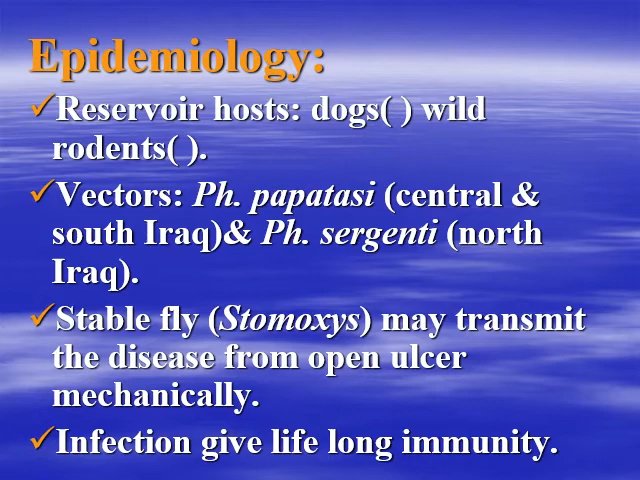 Epidemiology:
✓Reservoir hosts: dogs( ) wild
rodents( ).
✓Vectors: Ph. papatasi (central &
south Iraq)& Ph. sergenti (north
Iraq).
✓Stable fly (Stomoxys) may transmit
the disease from open ulcer
mechanically.
✓Infection give life long immunity.